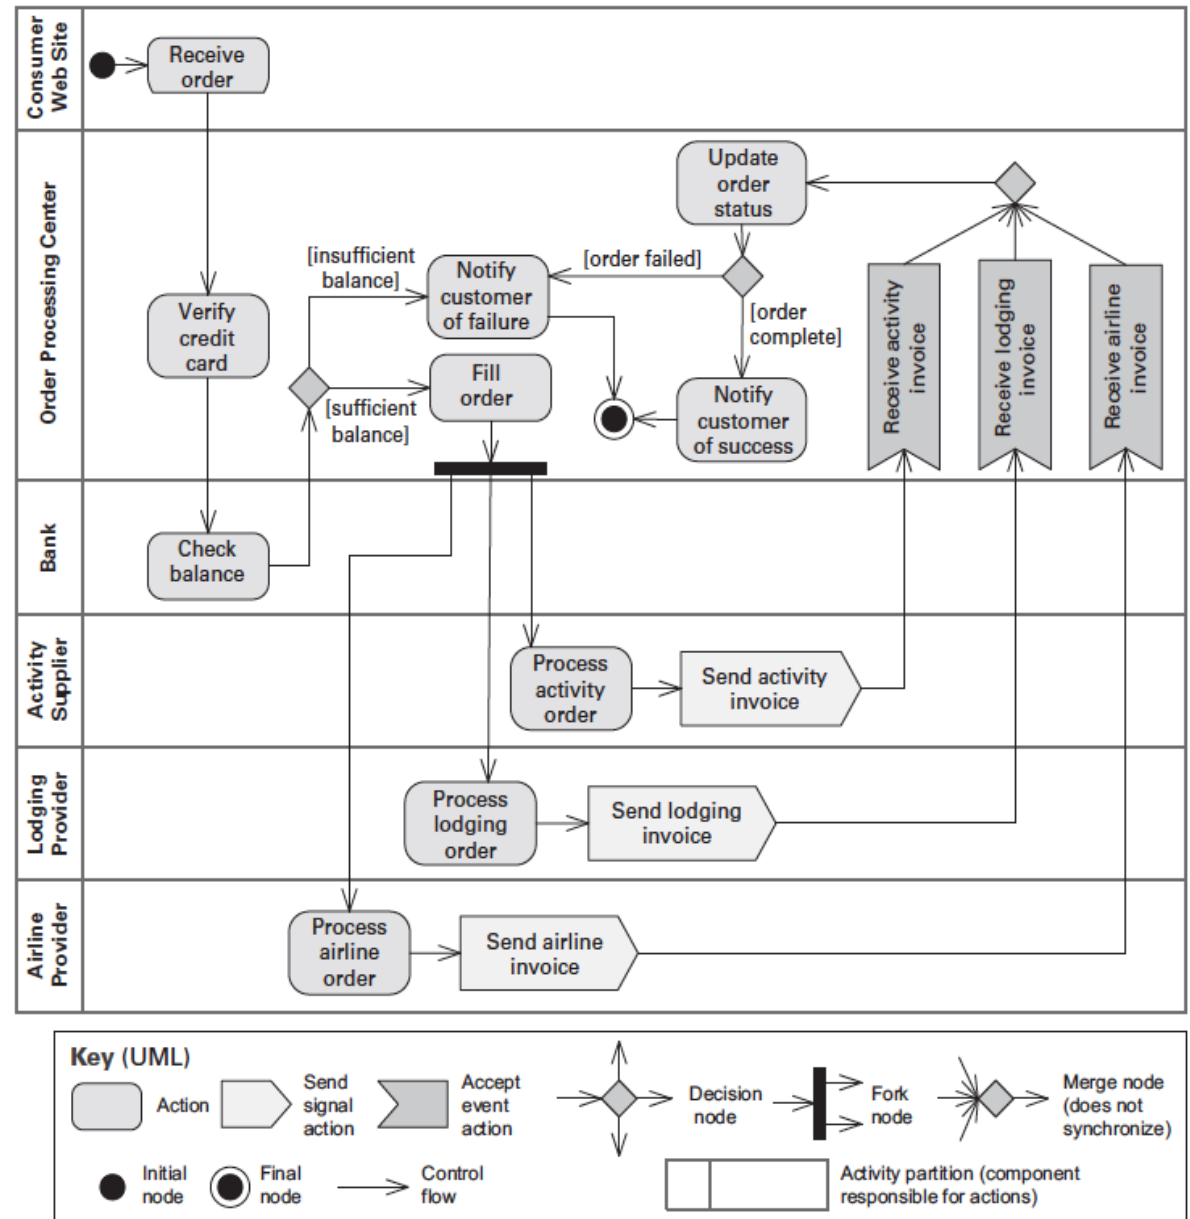 Consumer
Web Site
Receive
order
Order Processing Center
Update
order
status
[insufficient
balance]
Notify
customer
of failure
[order failed]
[order
complete]
Verify
credit
card
Fill
order
[sufficient
balance]
Notify
customer
of success
Receive activity
invoice
Receive lodging
invoice
Receive airline
invoice
Bank
Check
balance
Activity
Supplier
Process
activity
order
Send activity
invoice
Lodging
Provider
Process
lodging
order
Send lodging
invoice
Airline
Provider
Process
airline
order
Send airline
invoice
Key (UML)
Action
Send
signal
action
Accept
event
action
Decision
node
Fork
node
Merge node
(does not
synchronize)
Initial
node
Final
node
Control
flow
Activity partition (component
responsible for actions)